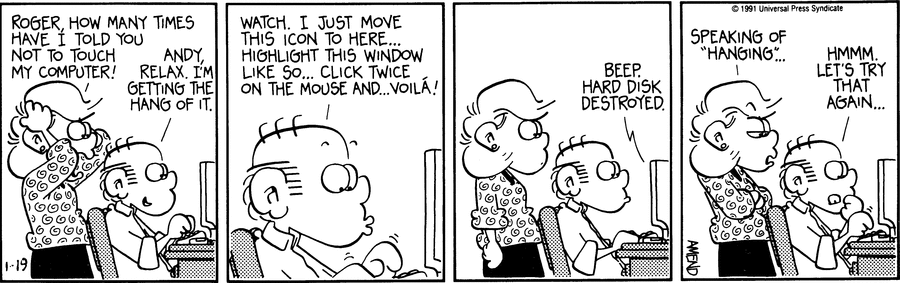 ROGER, HOW MANY TIMES
HAVE I TOLD YOU
NOT TO TOUCH
MY COMPUTER!
ANDY,
RELAX. I'M
GETTING THE
HANG OF IT.
1-19
WATCH. I JUST MOVE
THIS ICON TO HERE...
HIGHLIGHT THIS WINDOW
LIKE SO... CLICK TWICE
ON THE MOUSE AND...VOILÁ!
BEEP.
HARD DISK
DESTROYED.
© 1991 Universal Press Syndicate
SPEAKING OF
"HANGING"...
HMMM.
LET'S TRY
THAT
AGAIN...
AMEND